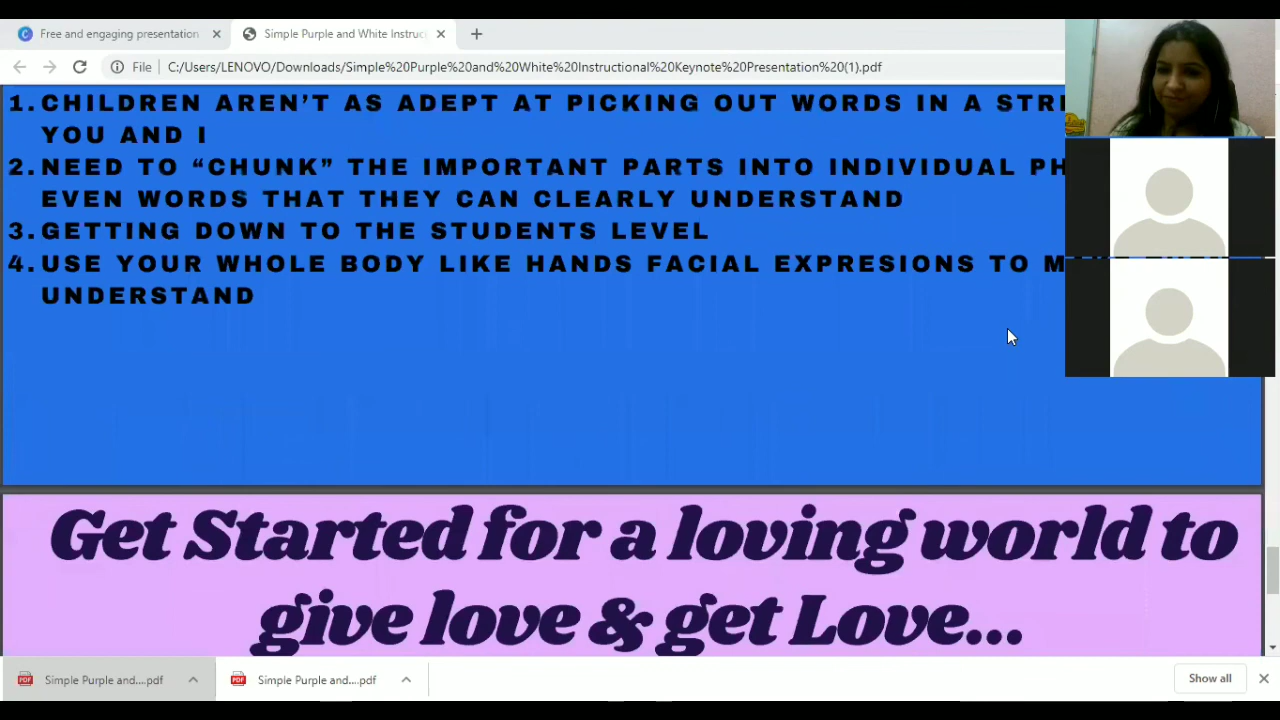 Free and engaging presentation
Simple Purple and White Instruc
File
C:/Users/LENOVO/Downloads/Simple%20Purple%20and%20White%20Instructional%20Keynote%20Presentation%20(1).pdf
1. CHILDREN AREN'T AS ADEPT AT PICKING OUT WORDS IN A
YOU AND I
2. NEED TO “CHUNK” THE IMPORTANT PARTS INTO INDIVIDUAL
EVEN WORDS THAT THEY CAN CLEARLY UNDERSTAND
3. GETTING DOWN TO THE STUDENTS LEVEL
4. USE YOUR WHOLE BODY LIKE HANDS FACIAL EXPRESIONS TO
UNDERSTAND
Get Started for a loving world to
give love & get Love...
Simple Purple and....pdf
Simple Purple and....pdf
Show all